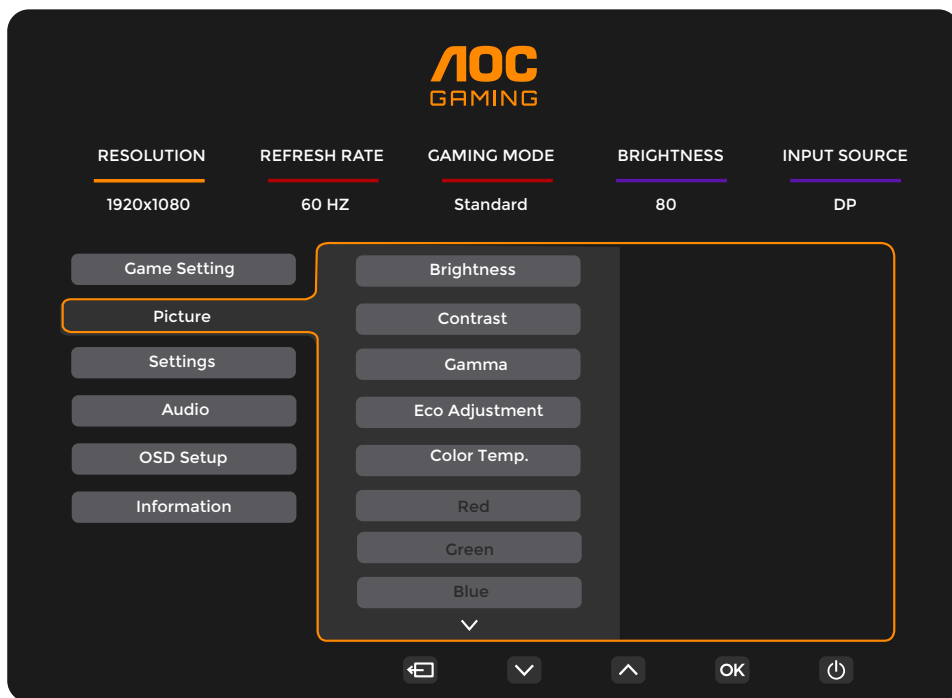 AOC
GAMING
RESOLUTION REFRESH RATE GAMING MODE BRIGHTNESS INPUT SOURCE
1920x1080 60 HZ Standard 80 DP
Game Setting
Picture
Settings
Audio
OSD Setup
Information
Brightness
Contrast
Gamma
Eco Adjustment
Color Temp.
Red
Green
Blue
OK